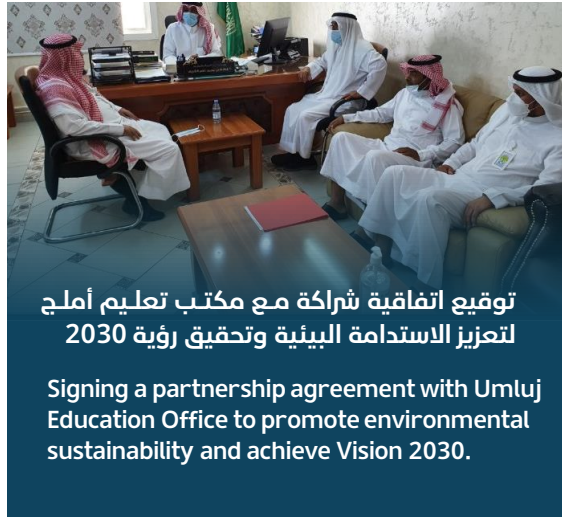 توقيع اتفاقية شراكة مع مكتب تعليم أملج
لتعزيز الاستدامة البيئية وتحقيق رؤية 2030
Signing a partnership agreement with Umluj
Education Office to promote environmental
sustainability and achieve Vision 2030.